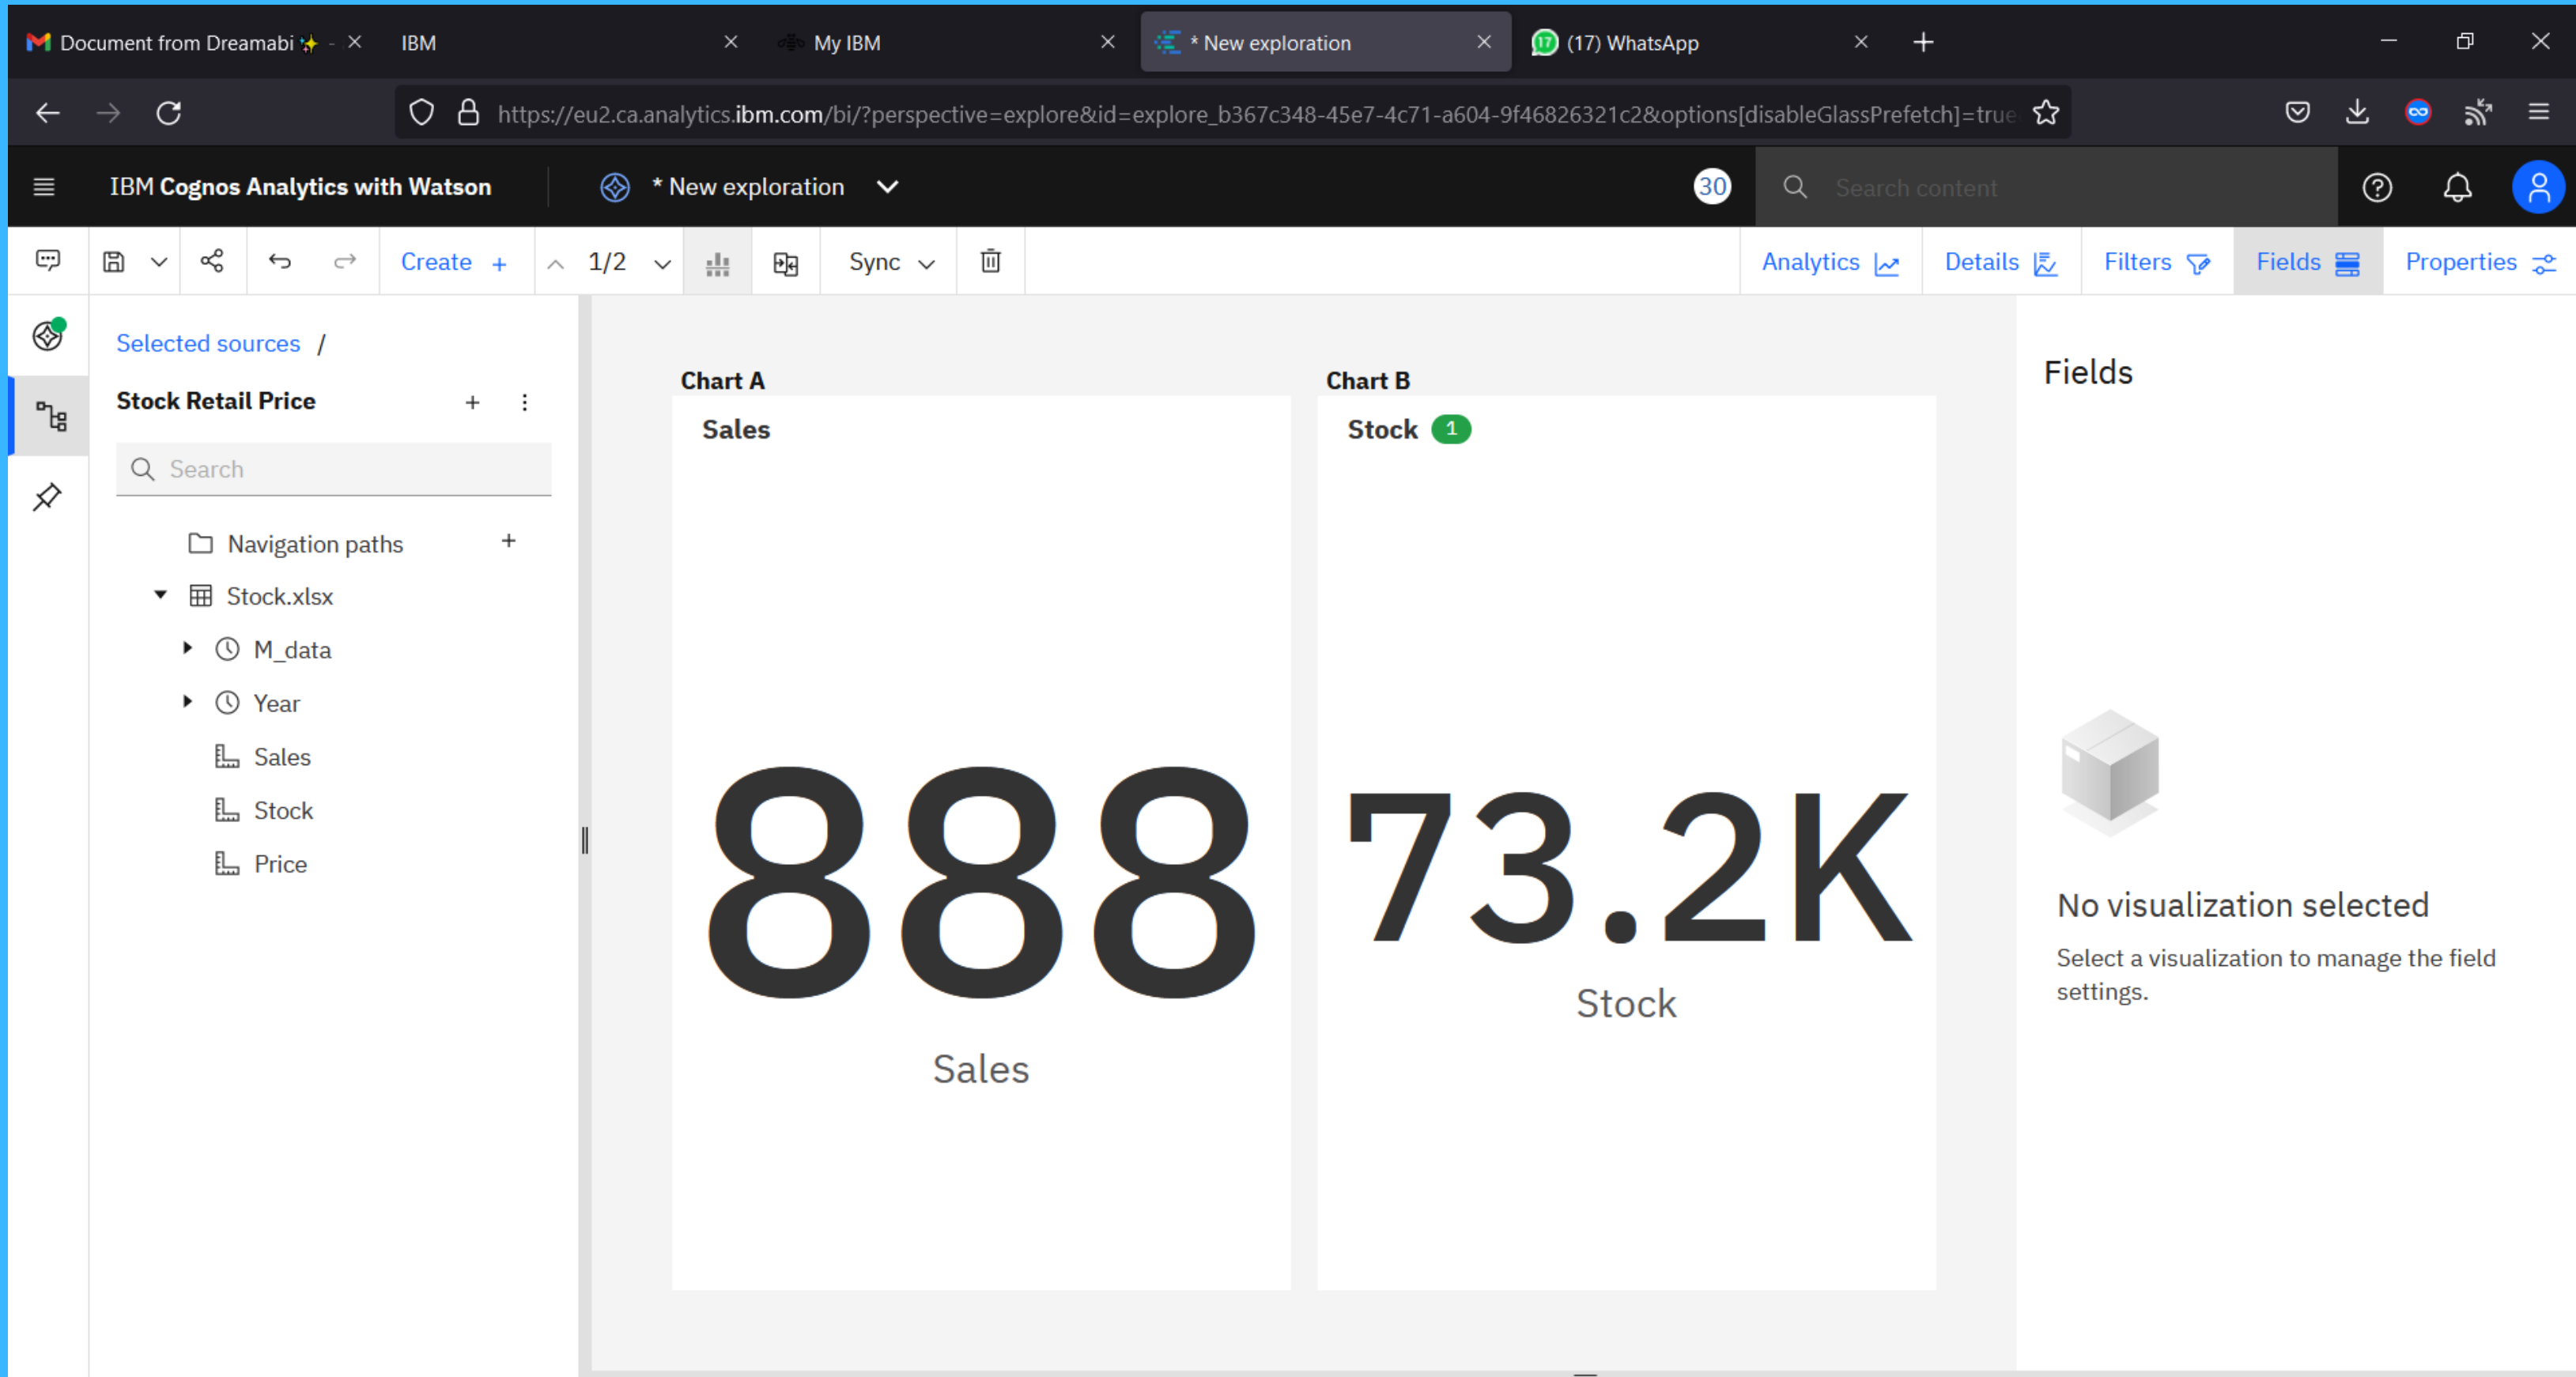 Document from Dreamabi✨ -
IBM
My IBM
* New exploration
17
(17) WhatsApp
https://eu2.ca.analytics.ibm.com/bi/?perspective=explore&id=explore_b367c348-45e7-4c71-a604-9f46826321c2&options[disableGlassPrefetch]=true
IBM Cognos Analytics with Watson
* New exploration
30
Search content
Create +
1/2
Sync
Analytics
Details
Filters
Fields
Properties
Selected sources /
Stock Retail Price
Search
Navigation paths
Stock.xlsx
M_data
Year
Sales
Stock
Price
Chart A
Sales
888
Sales
Chart B
Stock 1
73.2K
Stock
Fields
No visualization selected
Select a visualization to manage the field
settings.